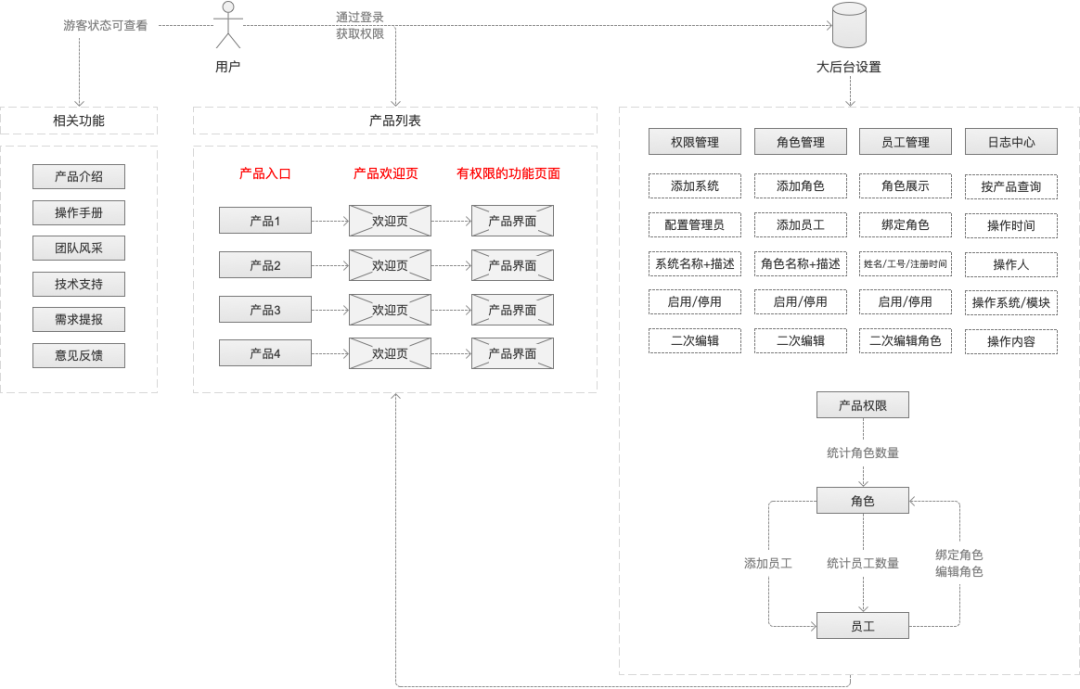 游客状态可查看
通过登录
获取权限
用户
大后台设置
相关功能
产品介绍
操作手册
团队风采
技术支持
需求提报
意见反馈
产品列表
产品入口 产品欢迎页 有权限的功能页面
产品1 欢迎页 产品界面
产品2 欢迎页 产品界面
产品3 欢迎页 产品界面
产品4 欢迎页 产品界面
权限管理 角色管理 员工管理 日志中心
添加系统 添加角色 角色展示 按产品查询
配置管理员 添加员工 绑定角色 操作时间
系统名称+描述 角色名称+描述 姓名/工号/注册时间 操作人
启用/停用 启用/停用 启用/停用 操作系统/模块
二次编辑 二次编辑 二次编辑角色 操作内容
产品权限
统计角色数量
角色
添加员工 统计员工数量 绑定角色
编辑角色
员工